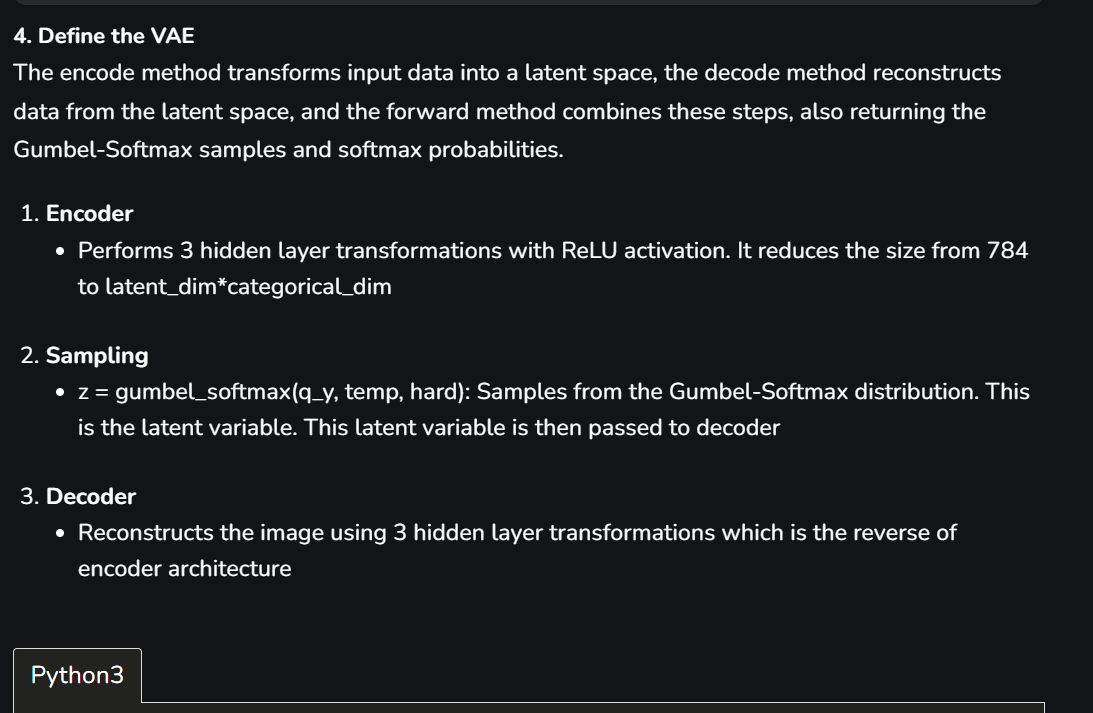 4. Define the VAE
The encode method transforms input data into a latent space, the decode method reconstructs
data from the latent space, and the forward method combines these steps, also returning the
Gumbel-Softmax samples and softmax probabilities.
1. Encoder
• Performs 3 hidden layer transformations with ReLU activation. It reduces the size from 784
to latent_dim*categorical_dim
2. Sampling
• z = gumbel_softmax(q_y, temp, hard): Samples from the Gumbel-Softmax distribution. This
is the latent variable. This latent variable is then passed to decoder
3. Decoder
• Reconstructs the image using 3 hidden layer transformations which is the reverse of
encoder architecture
Python3